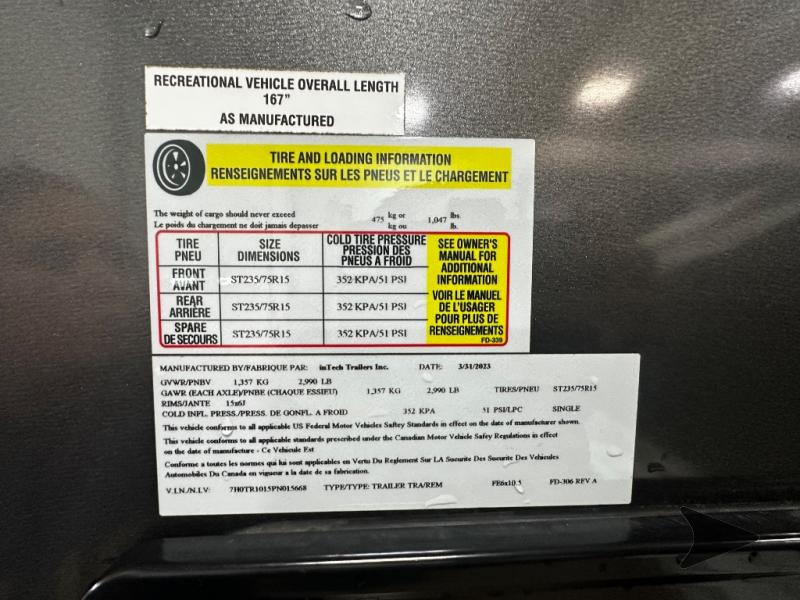 RECREATIONAL VEHICLE OVERALL LENGTH
167"
AS MANUFACTURED
TIRE AND LOADING INFORMATION
RENSEIGNEMENTS SUR LES PNEUS ET LE CHARGEMENT
The weight of cargo should never exceed 475 kg or 1,047 lbs.
Le poids du chargement ne doit jamais depasser kg ou lb.
TIRE PNEU SIZE DIMENSIONS COLD TIRE PRESSURE PRESSION DES PNEUS A FROID
FRONT AVANT ST235/75R15 352 KPA/51 PSI
REAR ARRIÈRE ST235/75R15 352 KPA/51 PSI
SPARE DE SECOURS ST235/75R15 352 KPA/51 PSI
SEE OWNER'S
MANUAL FOR
ADDITIONAL
INFORMATION
VOIR LE MANUEL
DE L'USAGER
POUR PLUS DE
RENSEIGNEMENTS
FD-339
MANUFACTURED BY/FABRIQUE PAR: inTech Trailers Inc. DATE: 3/31/2023
GVWR/PNBV 1,357 KG 2,990 LB
GAWR (EACH AXLE)/PNBE (CHAQUE ESSIEU) 1,357 KG 2,990 LB TIRES/PNEU ST235/75R15
RIMS/JANTE 15x6J
COLD INFL. PRESS./PRESS. DE GONFL. A FROID 352 KPA 51 PSI/LPC SINGLE
This vehicle conforms to all applicable US Federal Motor Vehicles Saftey Standards in effect on the date of manufacturer shown.
This vehicle conforms to all applicable standards prescribed under the Canadian Motor Vehicle Safey Regulations in effect
on the date of manufacture - Ce Vehicule Est
Conforme a toutes les normes qui lui sont applicables en Vertu Du Reglement Sur LA Sucurite Des Sucurite Des Vehicules
Automobiles Du Canada en vigueur a la date de sa fabrication.
V.I.N./N.I.V: 7H0TR1015PN015668 TYPE/TYPE: TRAILER TRA/REM FE6x10.5 FD-306 REV A